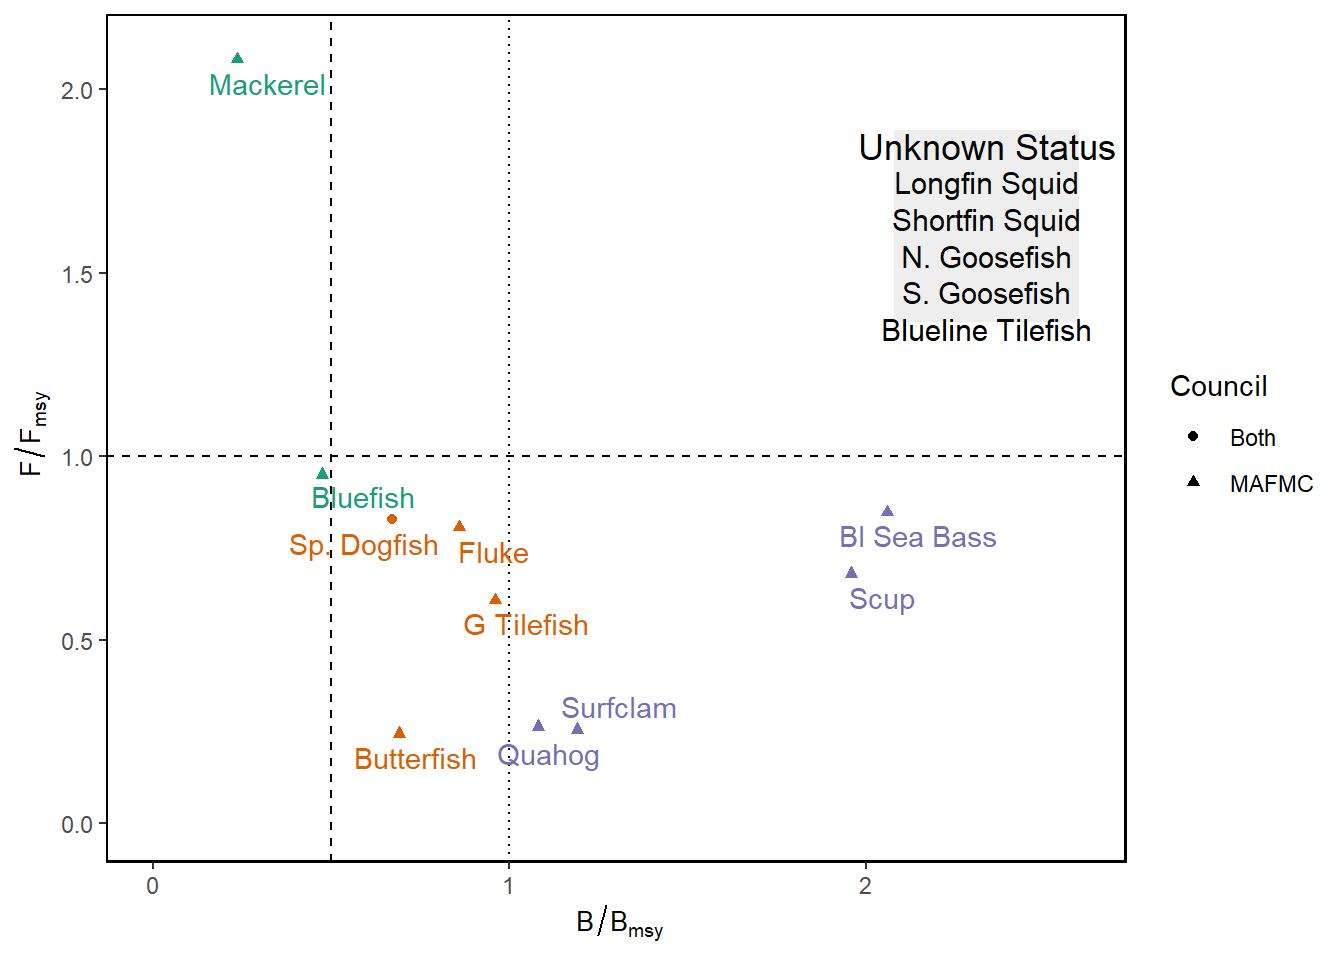 2.0
1.5
1.0
0.5
0.0
F/Fmsy
Mackerel
Unknown Status
Longfin Squid
Shortfin Squid
N. Goosefish
S. Goosefish
Blueline Tilefish
Bluefish
Sp. Dogfish
Fluke
G Tilefish
Bl Sea Bass
Scup
Surfclam
Quahog
Butterfish
0
1
2
B/Bmsy
Council
Both
MAFMC